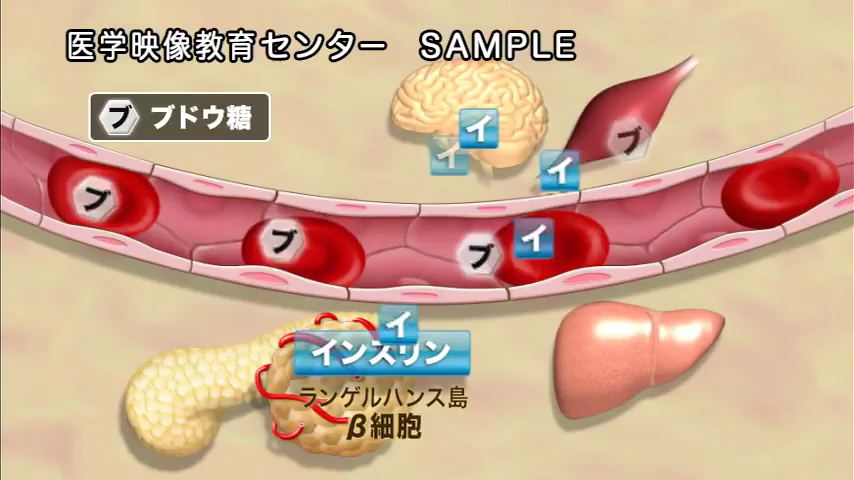 医学映像教育センター　SAMPLE
ブ ブドウ糖
イ
イ
ブ
イ
ブ
ブ
ブ
イ
イ
インスリン
ランゲルハンス島
β細胞